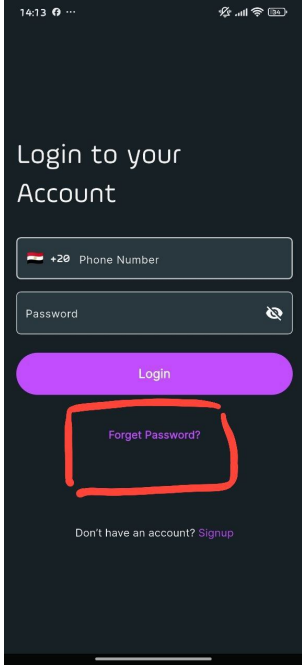 14:13
34
Login to your
Account
+20 Phone Number
Password
Login
Forget Password?
Don't have an account? Signup